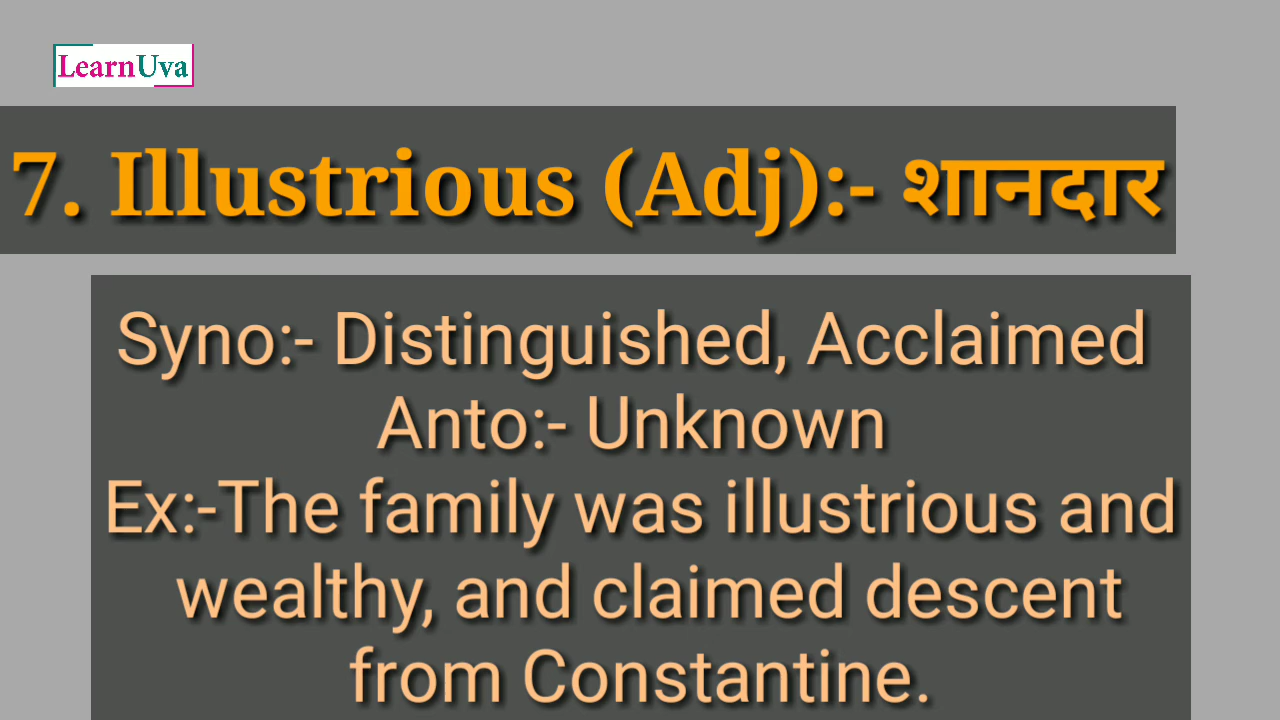 LearnUva
7. Illustrious (Adj):- शानदार
Syno:- Distinguished, Acclaimed
Anto:- Unknown
Ex:-The family was illustrious and
wealthy, and claimed descent
from Constantine.